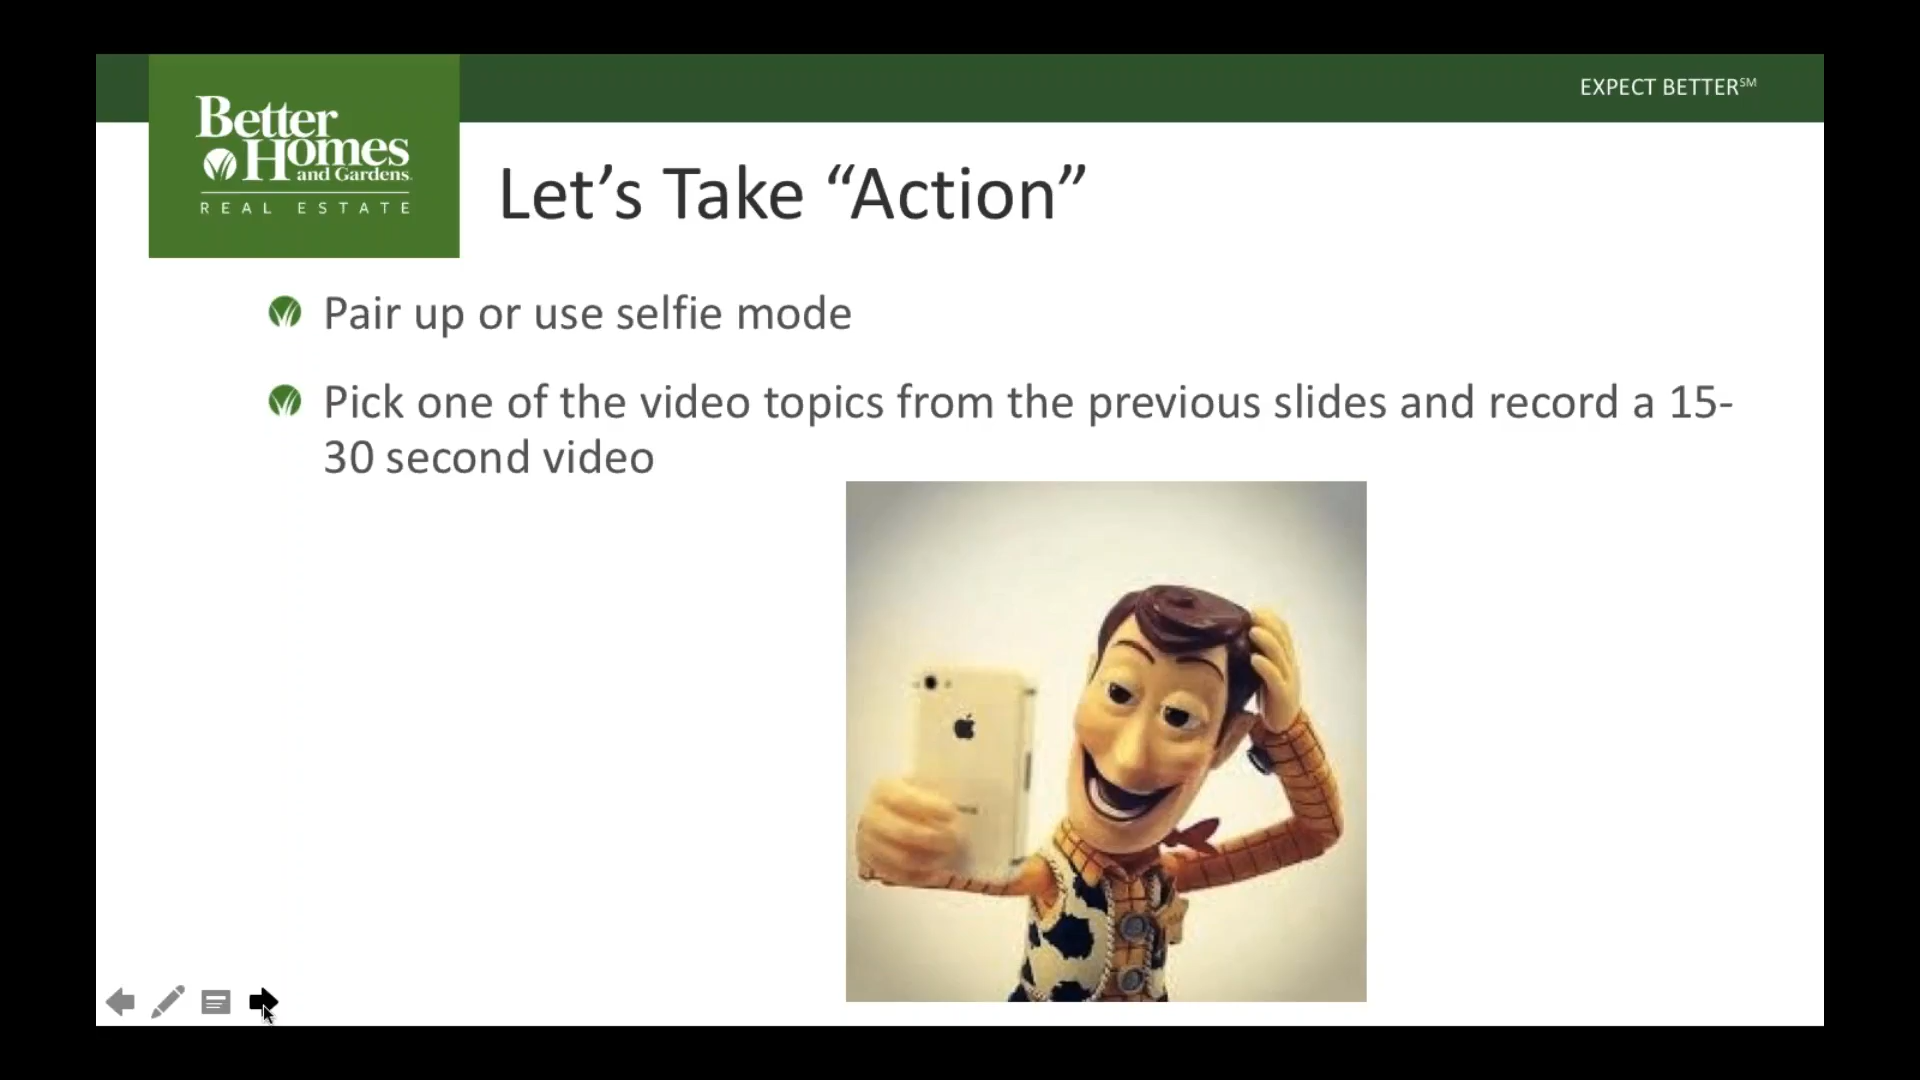 EXPECT BETTER℠
Better
Homes
and Gardens
REAL ESTATE
Let’s Take “Action”
Pair up or use selfie mode
Pick one of the video topics from the previous slides and record a 15-
30 second video